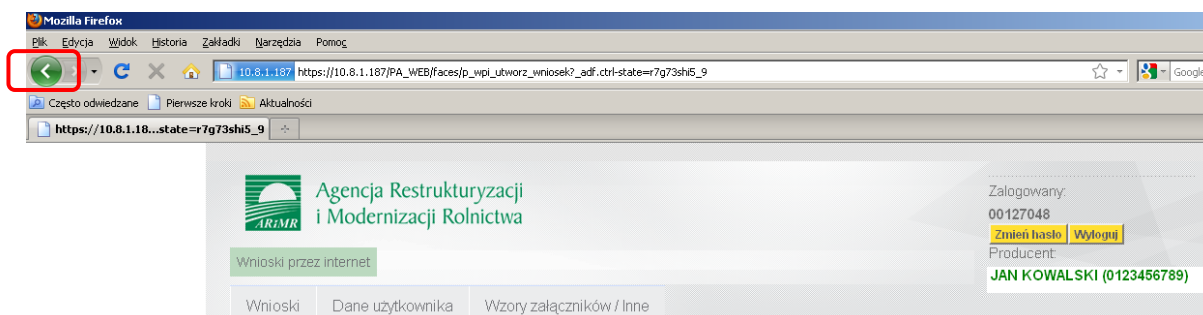 Mozilla Firefox
Plik Edycja Widok Historia Zakładki Narzędzia Pomoc
10.8.1.187 https://10.8.1.187/PA_WEB/faces/p_wpi_utworz_wniosek?_adf.ctrl-state=r7g73shi5_9
Google
Często odwiedzane Pierwsze kroki Aktualności
https://10.8.1.18...state=r7g73shi5_9
ARiMR
Agencja Restrukturyzacji
i Modernizacji Rolnictwa
Zalogowany:
00127048
Zmień hasło Wyloguj
Producent:
JAN KOWALSKI (0123456789)
Wnioski przez internet
Wnioski Dane użytkownika Wzory załączników / Inne